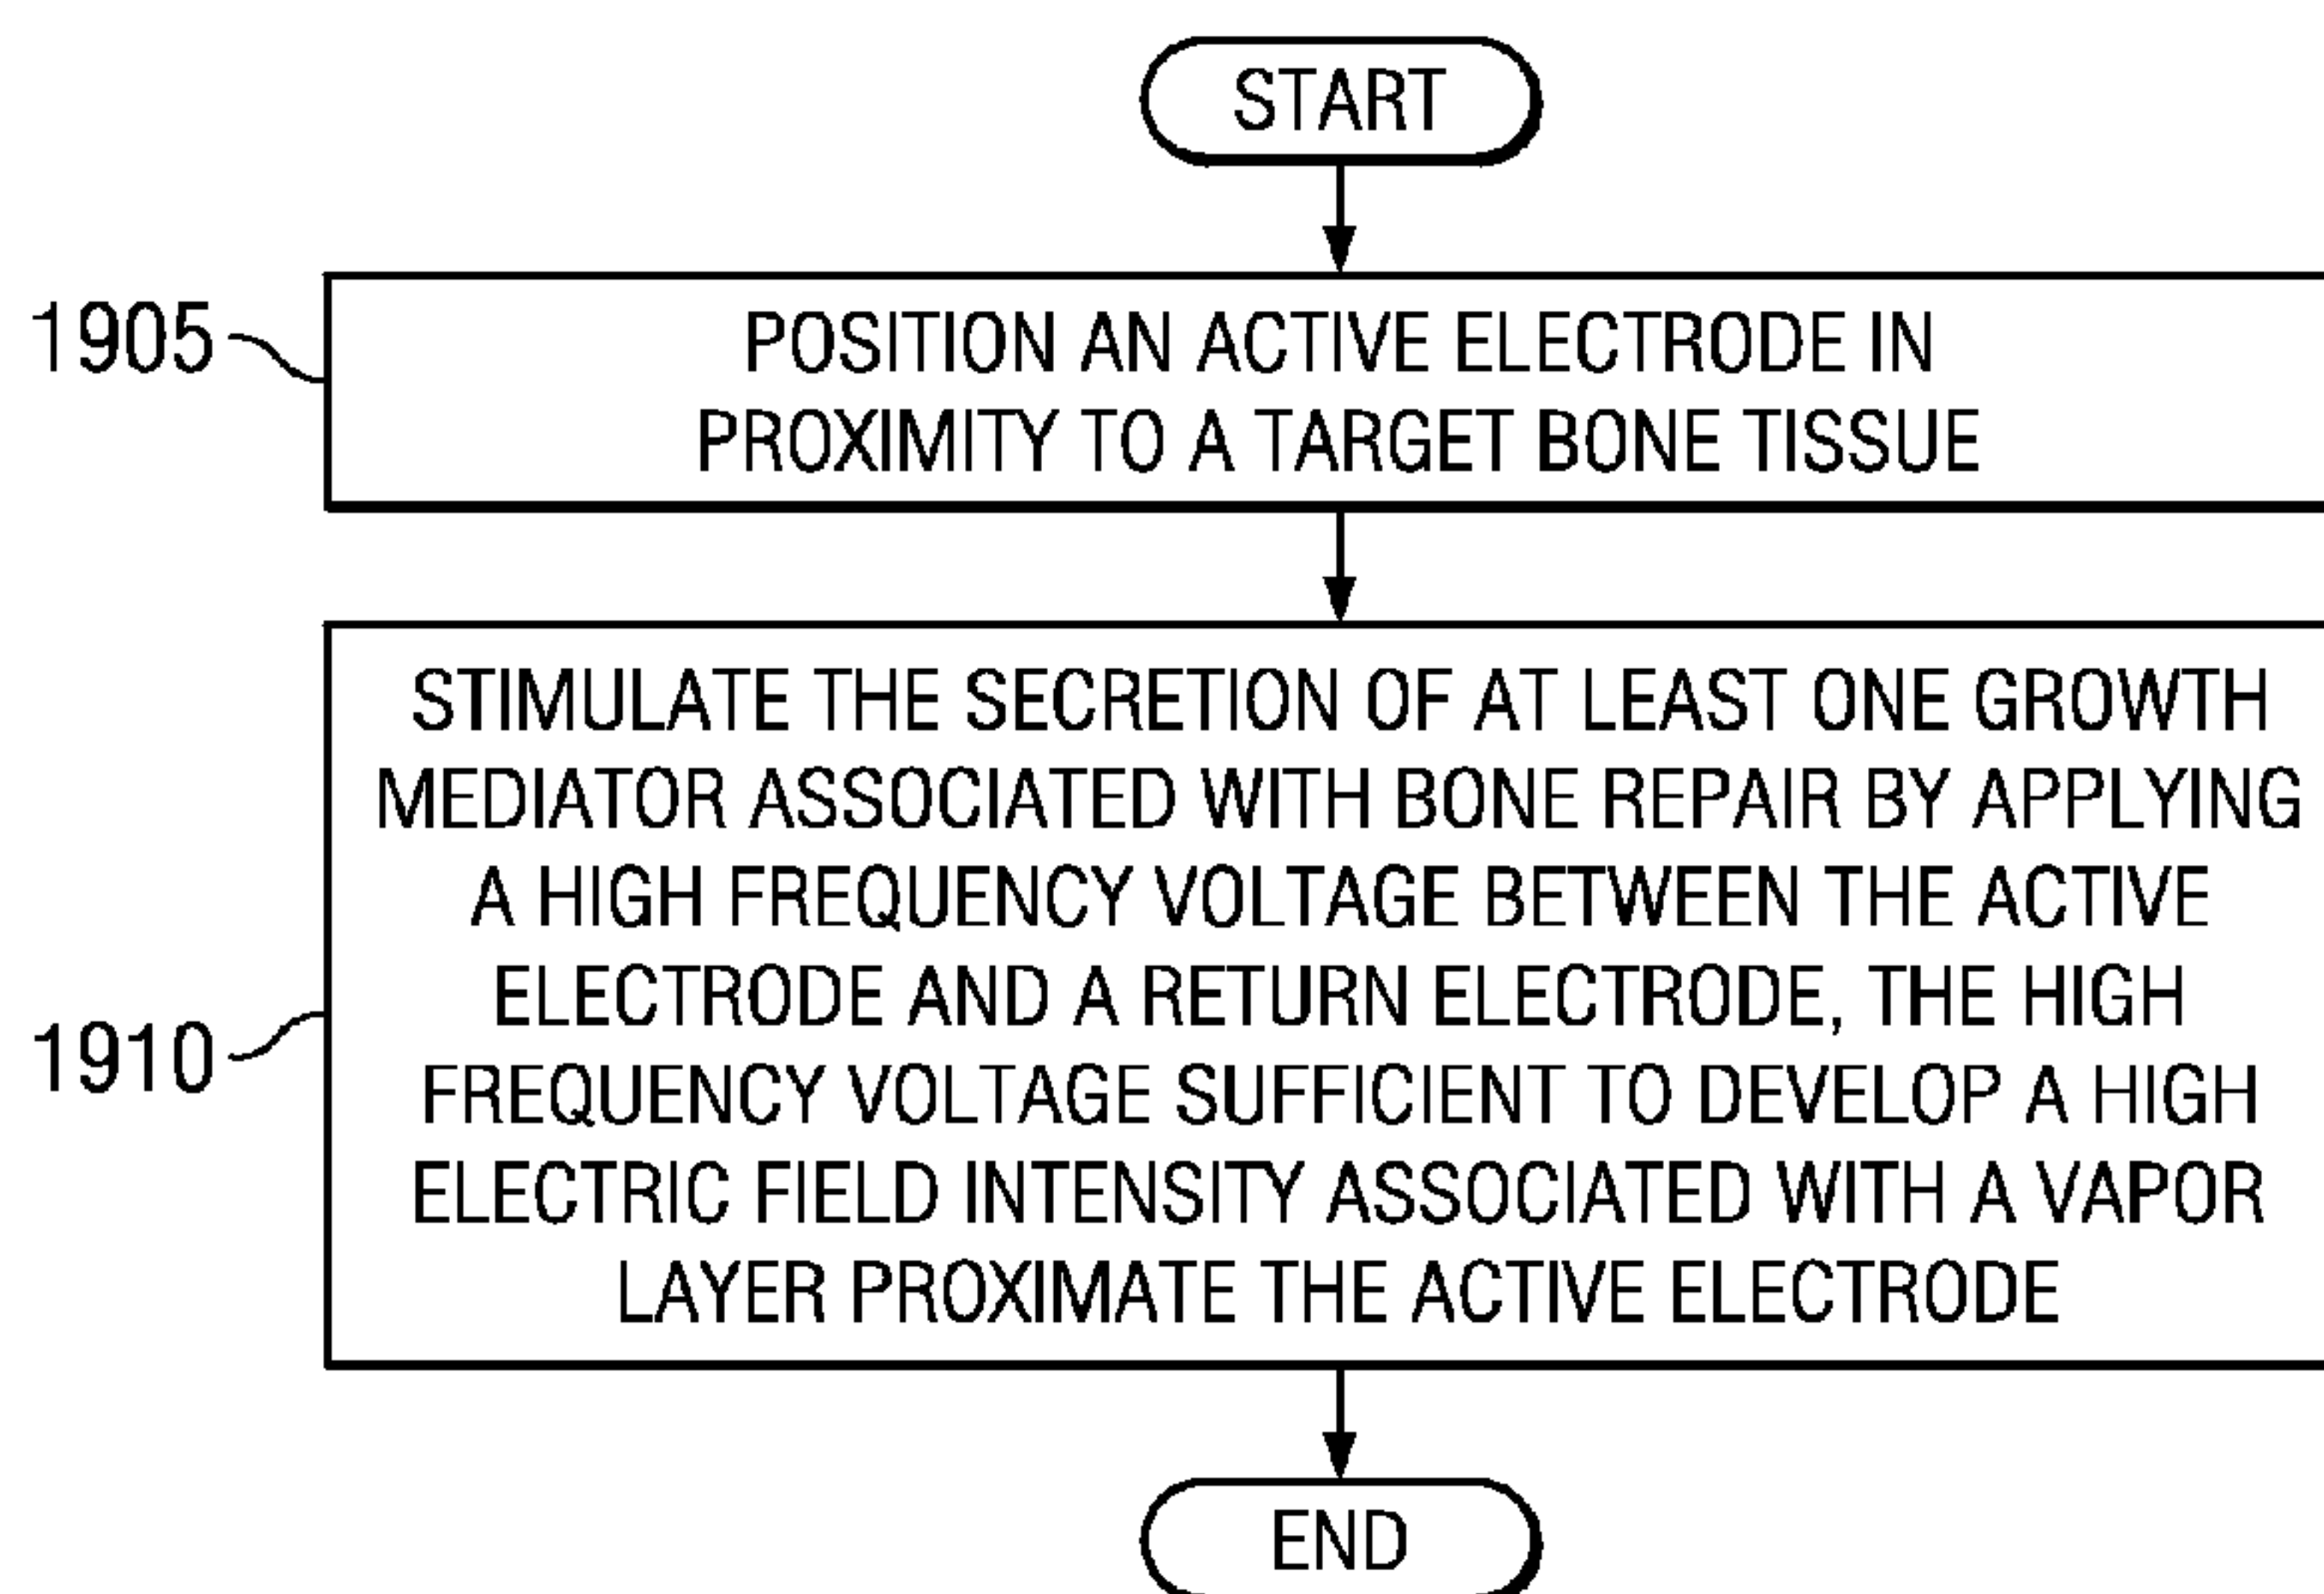 START
1905
POSITION AN ACTIVE ELECTRODE IN
PROXIMITY TO A TARGET BONE TISSUE
STIMULATE THE SECRETION OF AT LEAST ONE GROWTH
MEDIATOR ASSOCIATED WITH BONE REPAIR BY APPLYING
A HIGH FREQUENCY VOLTAGE BETWEEN THE ACTIVE
ELECTRODE AND A RETURN ELECTRODE, THE HIGH
FREQUENCY VOLTAGE SUFFICIENT TO DEVELOP A HIGH
ELECTRIC FIELD INTENSITY ASSOCIATED WITH A VAPOR
LAYER PROXIMATE THE ACTIVE ELECTRODE
1910
END